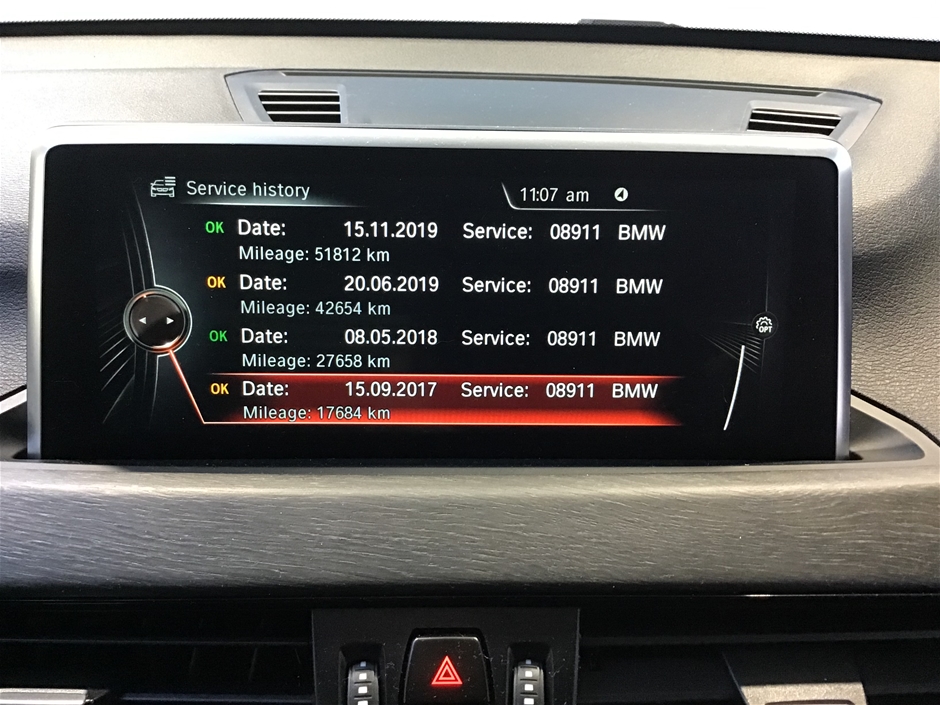 Service history 11:07 am
OK Date: 15.11.2019 Service: 08911 BMW
Mileage: 51812 km
OK Date: 20.06.2019 Service: 08911 BMW
Mileage: 42654 km
OK Date: 08.05.2018 Service: 08911 BMW
Mileage: 27658 km
OPT
OK Date: 15.09.2017 Service: 08911 BMW
Mileage: 17684 km